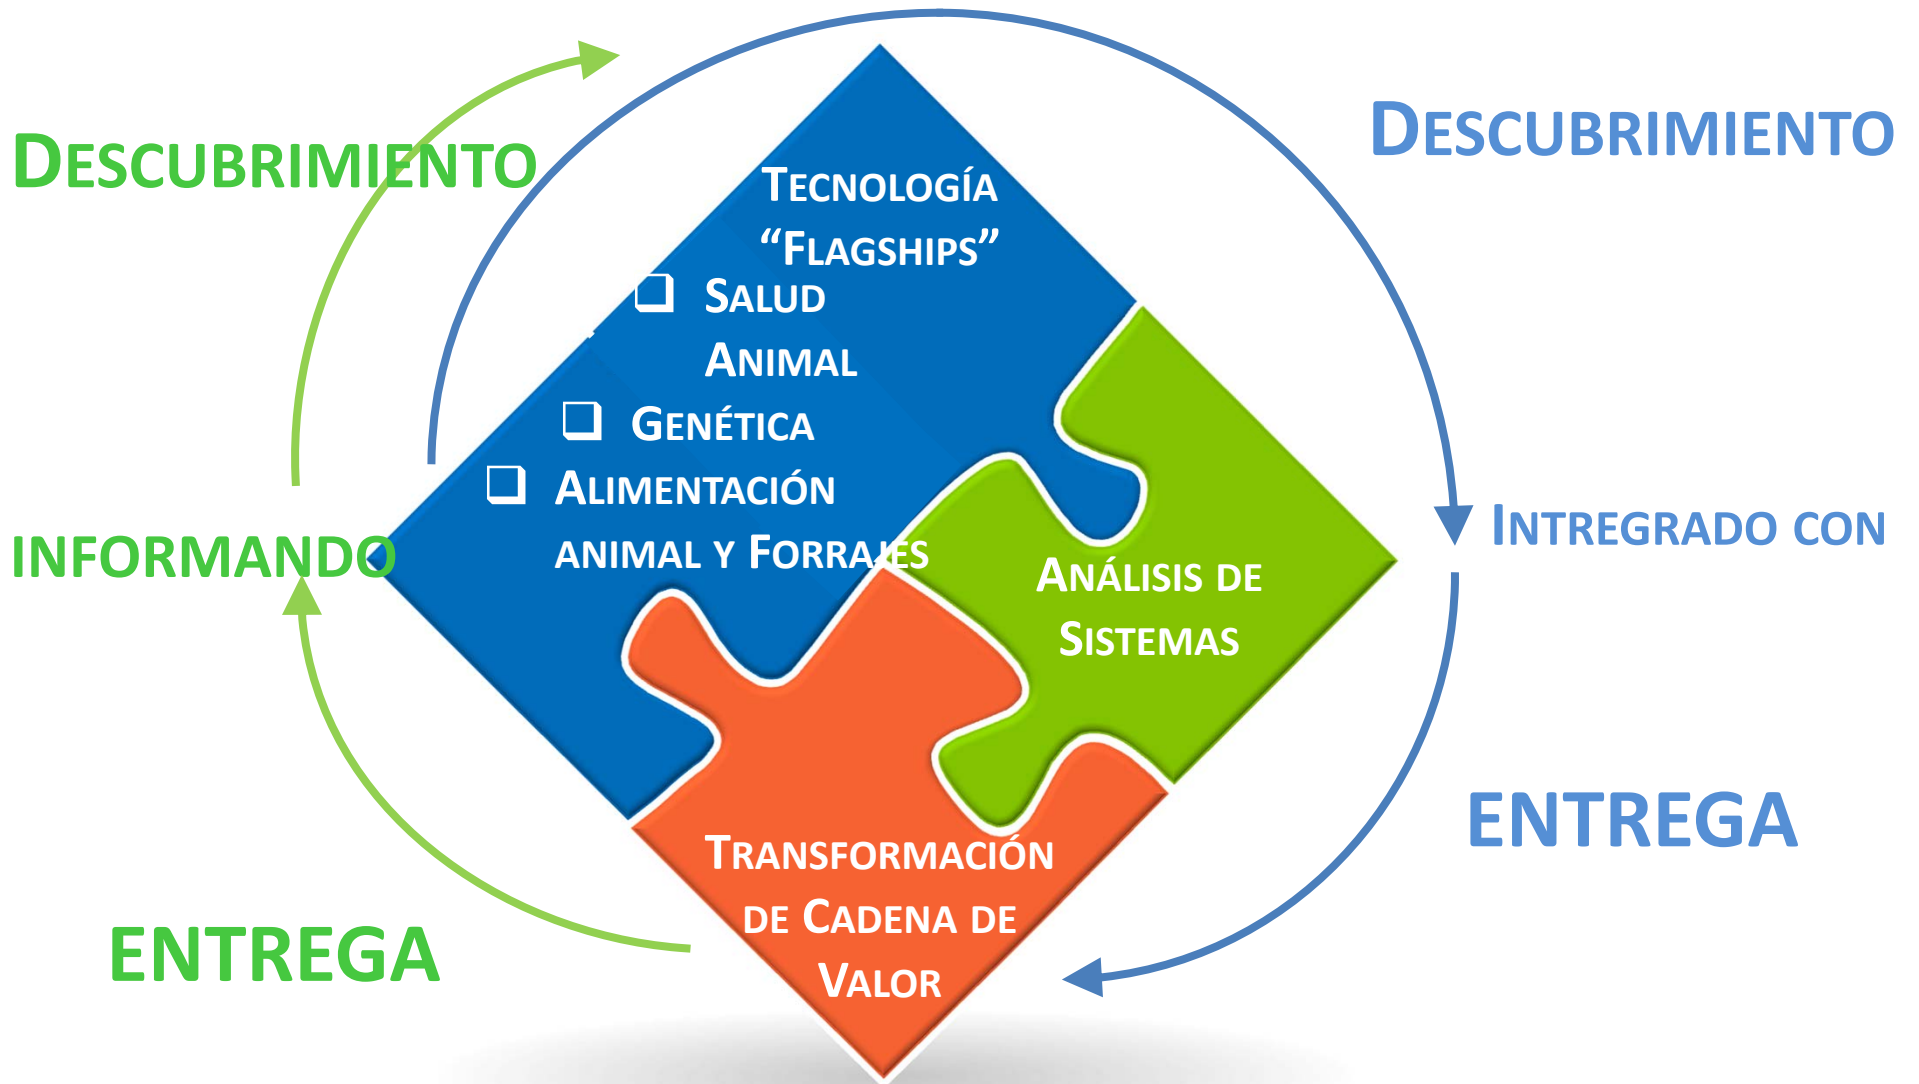 Descubrimiento
Descubrimiento
Tecnología
“Flagships”
❑ Salud
Animal
❑ Genética
❑ Alimentación
animal y Forrajes
Intregrado con
informando
Análisis de
Sistemas
ENTREGA
Transformación
de Cadena de
Valor
ENTREGA